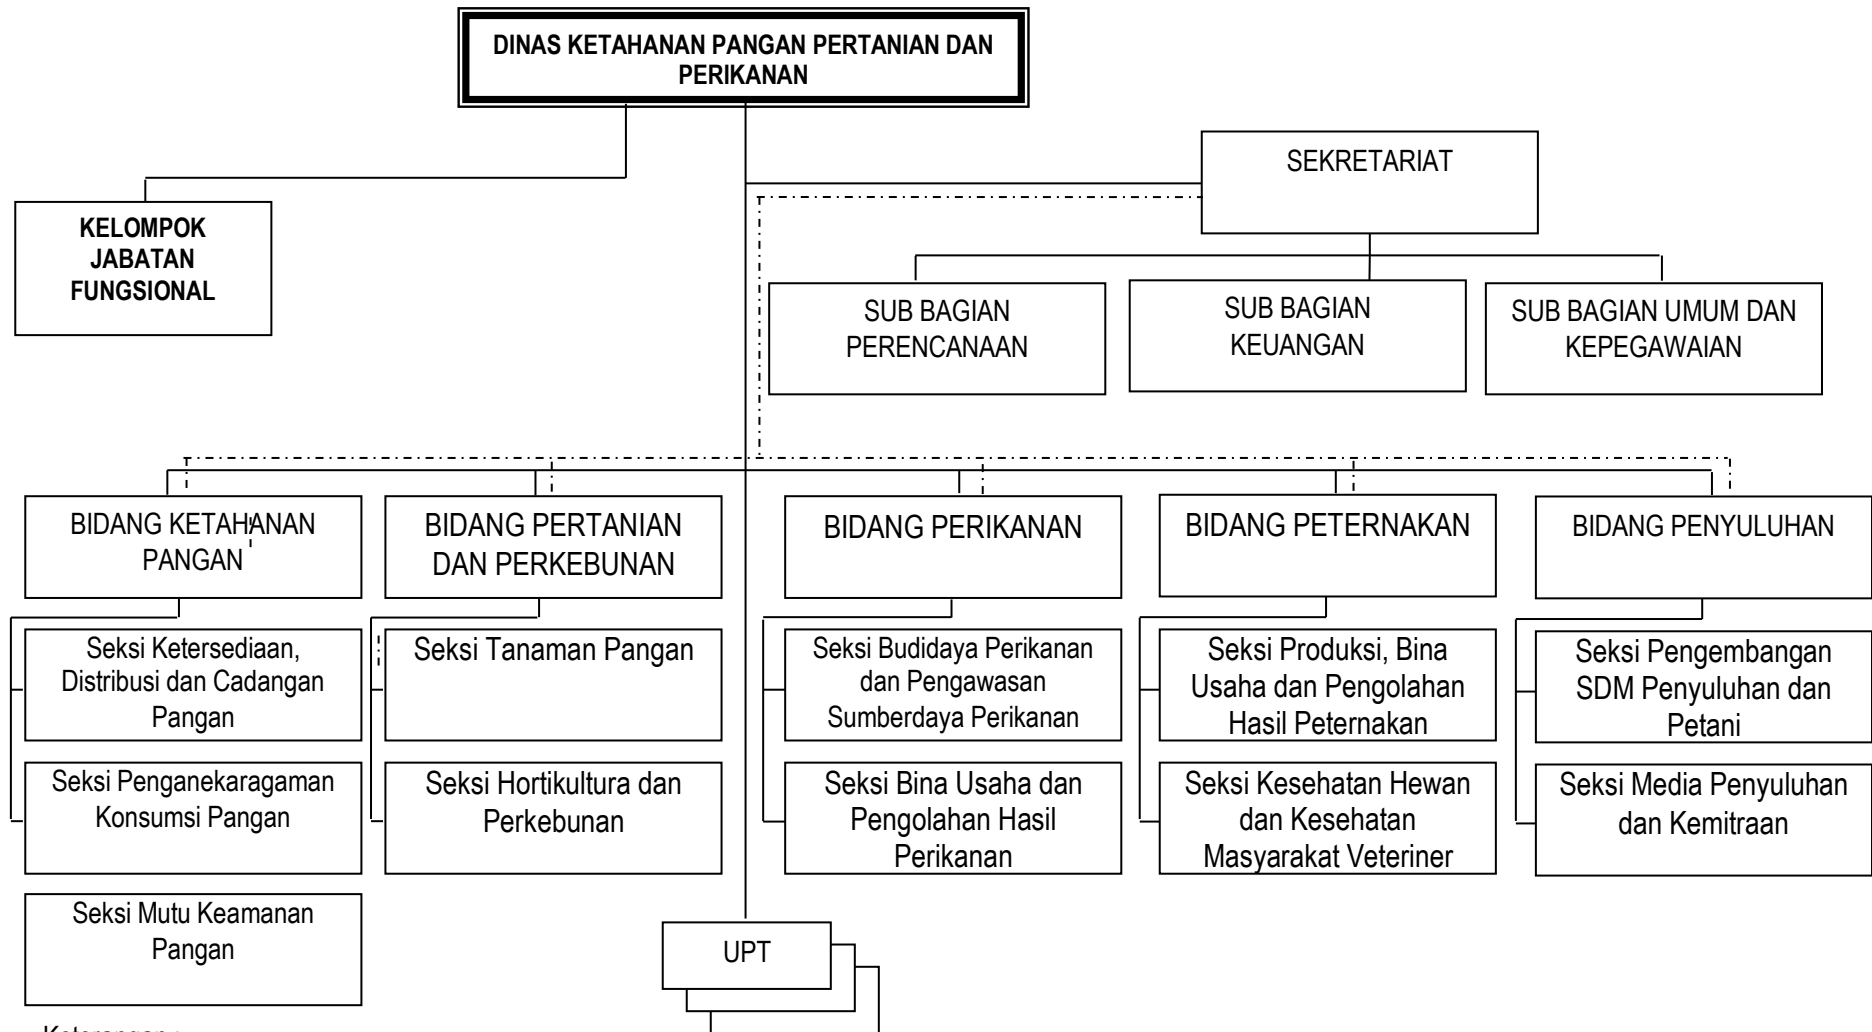 DINAS KETAHANAN PANGAN PERTANIAN DAN
PERIKANAN
SEKRETARIAT
KELOMPOK
JABATAN
FUNGSIONAL
SUB BAGIAN
PERENCANAAN
SUB BAGIAN
KEUANGAN
SUB BAGIAN UMUM DAN
KEPEGAWAIAN
BIDANG KETAHANAN
PANGAN
BIDANG PERTANIAN
DAN PERKEBUNAN
BIDANG PERIKANAN
BIDANG PETERNAKAN
BIDANG PENYULUHAN
Seksi Ketersediaan,
Distribusi dan Cadangan
Pangan
Seksi Tanaman Pangan
Seksi Budidaya Perikanan
dan Pengawasan
Sumberdaya Perikanan
Seksi Produksi, Bina
Usaha dan Pengolahan
Hasil Peternakan
Seksi Pengembangan
SDM Penyuluhan dan
Petani
Seksi Penganekaragaman
Konsumsi Pangan
Seksi Hortikultura dan
Perkebunan
Seksi Bina Usaha dan
Pengolahan Hasil
Perikanan
Seksi Kesehatan Hewan
dan Kesehatan
Masyarakat Veteriner
Seksi Media Penyuluhan
dan Kemitraan
Seksi Mutu Keamanan
Pangan
UPT
Keterangan :